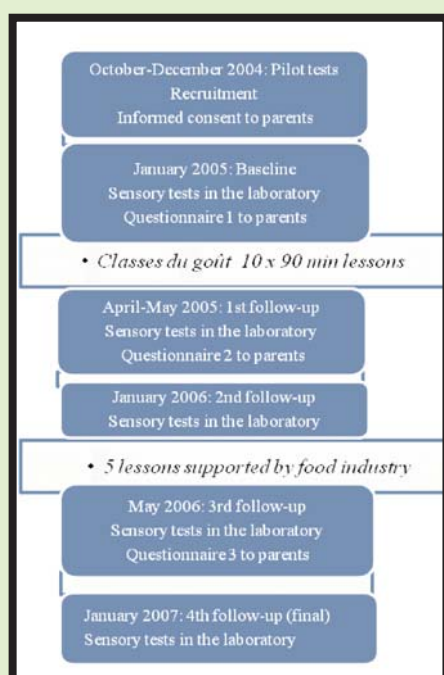 October-December 2004: Pilot tests
Recruitment
Informed consent to parents
January 2005: Baseline
Sensory tests in the laboratory
Questionnaire 1 to parents
• Classes du goût 10 x 90 min lessons
April-May 2005: 1st follow-up
Sensory tests in the laboratory
Questionnaire 2 to parents
January 2006: 2nd follow-up
Sensory tests in the laboratory
• 5 lessons supported by food industry
May 2006: 3rd follow-up
Sensory tests in the laboratory
Questionnaire 3 to parents
January 2007: 4th follow-up (final)
Sensory tests in the laboratory